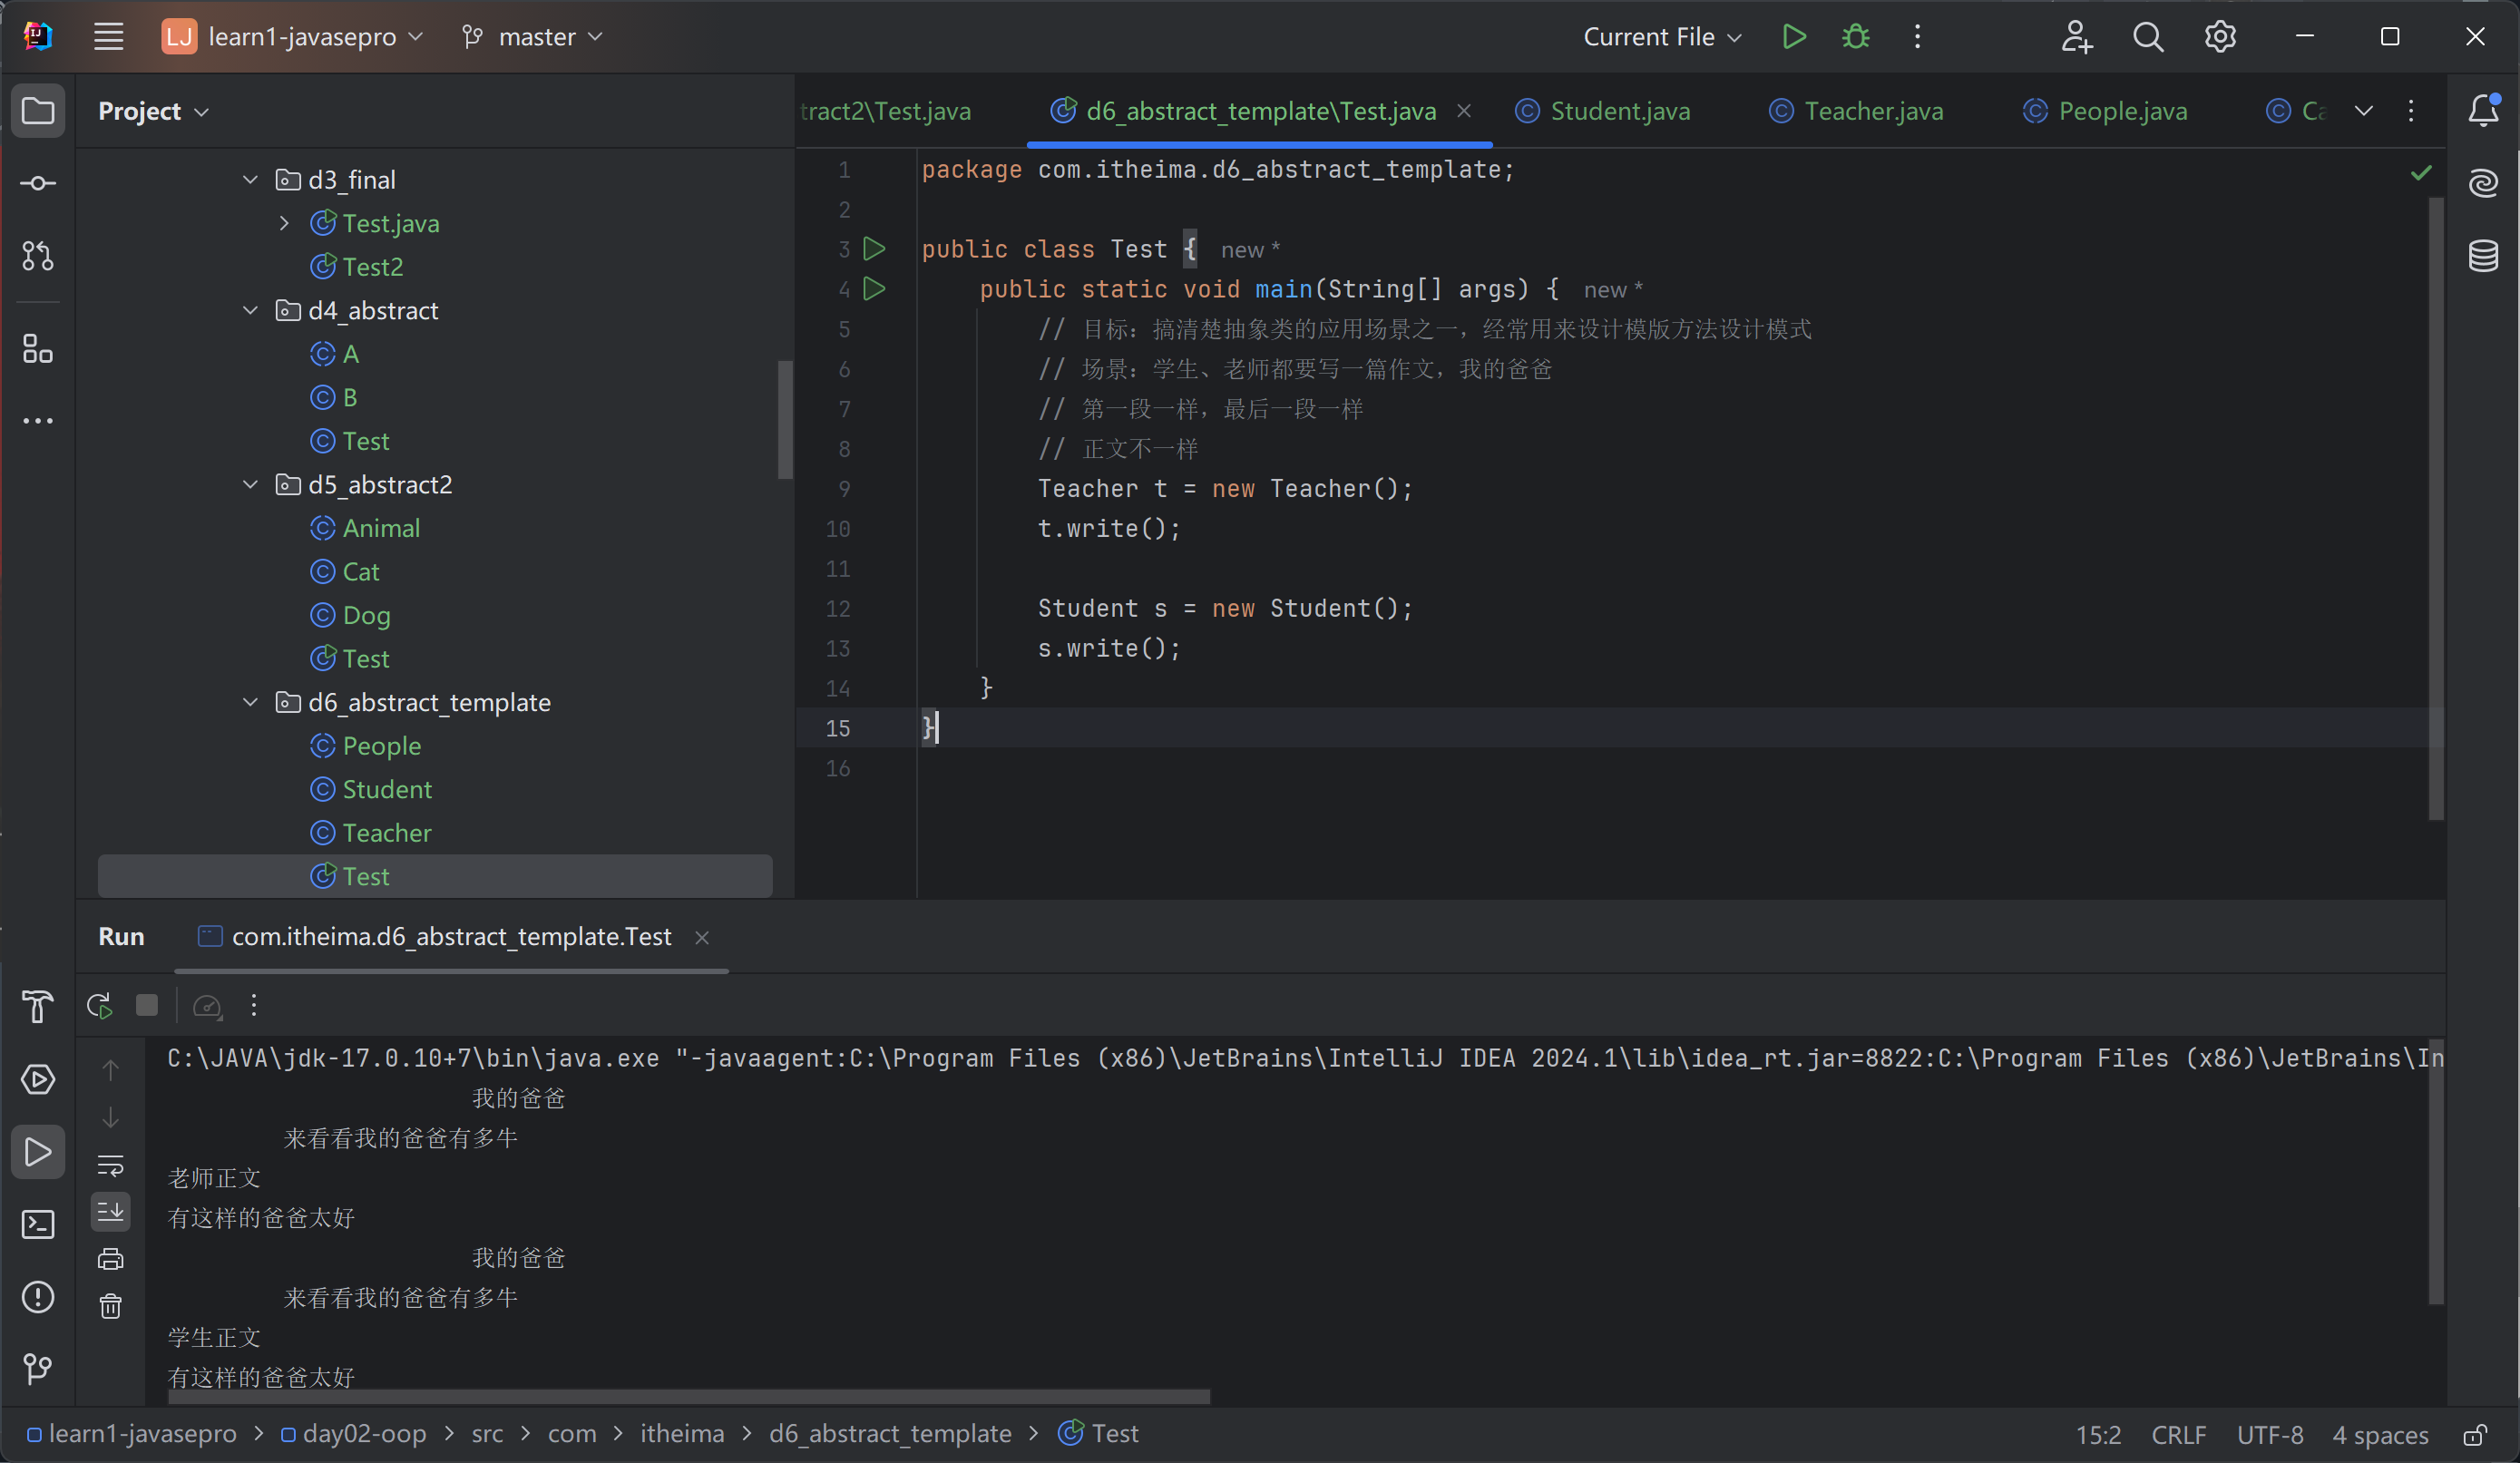 LJ learn1-javasepro master Current File
Project
d3_final
Test.java
Test2
d4_abstract
A
B
Test
d5_abstract2
Animal
Cat
Dog
Test
d6_abstract_template
People
Student
Teacher
Test
tract2\Test.java d6_abstract_template\Test.java Student.java Teacher.java People.java Ca
1 package com.itheima.d6_abstract_template;
2
3 public class Test { new *
4 public static void main(String[] args) { new *
5 // 目标：搞清楚抽象类的应用场景之一，经常用来设计模版方法设计模式
6 // 场景：学生、老师都要写一篇作文，我的爸爸
7 // 第一段一样，最后一段一样
8 // 正文不一样
9 Teacher t = new Teacher();
10 t.write();
11
12 Student s = new Student();
13 s.write();
14 }
15 }
16
Run com.itheima.d6_abstract_template.Test
C:\JAVA\jdk-17.0.10+7\bin\java.exe "-javaagent:C:\Program Files (x86)\JetBrains\IntelliJ IDEA 2024.1\lib\idea_rt.jar=8822:C:\Program Files (x86)\JetBrains\In
我的爸爸
来看看我的爸爸有多牛
老师正文
有这样的爸爸太好
我的爸爸
来看看我的爸爸有多牛
学生正文
有这样的爸爸太好
learn1-javasepro > day02-oop > src > com > itheima > d6_abstract_template > Test 15:2 CRLF UTF-8 4 spaces